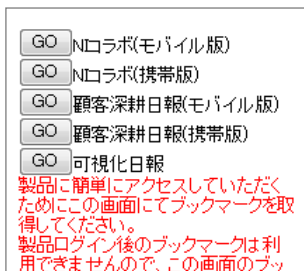 GO NIコラボ(モバイル版)
GO NIコラボ(携帯版)
GO 顧客深耕日報(モバイル版)
GO 顧客深耕日報(携帯版)
GO 可視化日報
製品に簡単にアクセスしていただく
ためにこの画面にてブックマークを取
得してください。
製品ログイン後のブックマークは利
用できませんので、この画面のブッ